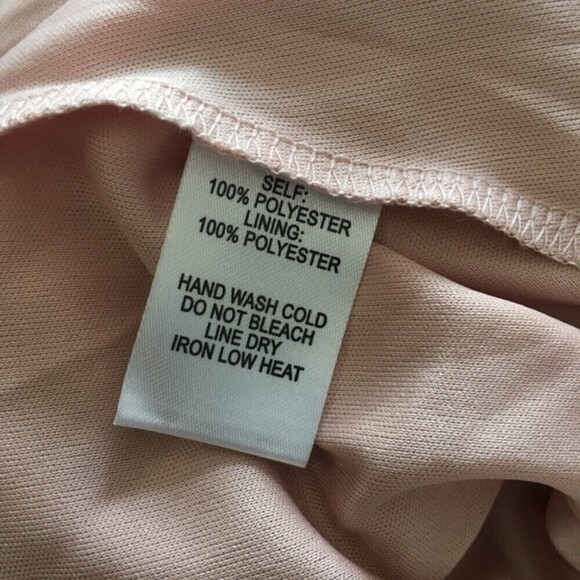 SELF:
100% POLYESTER
LINING:
100% POLYESTER
HAND WASH COLD
DO NOT BLEACH
LINE DRY
IRON LOW HEAT